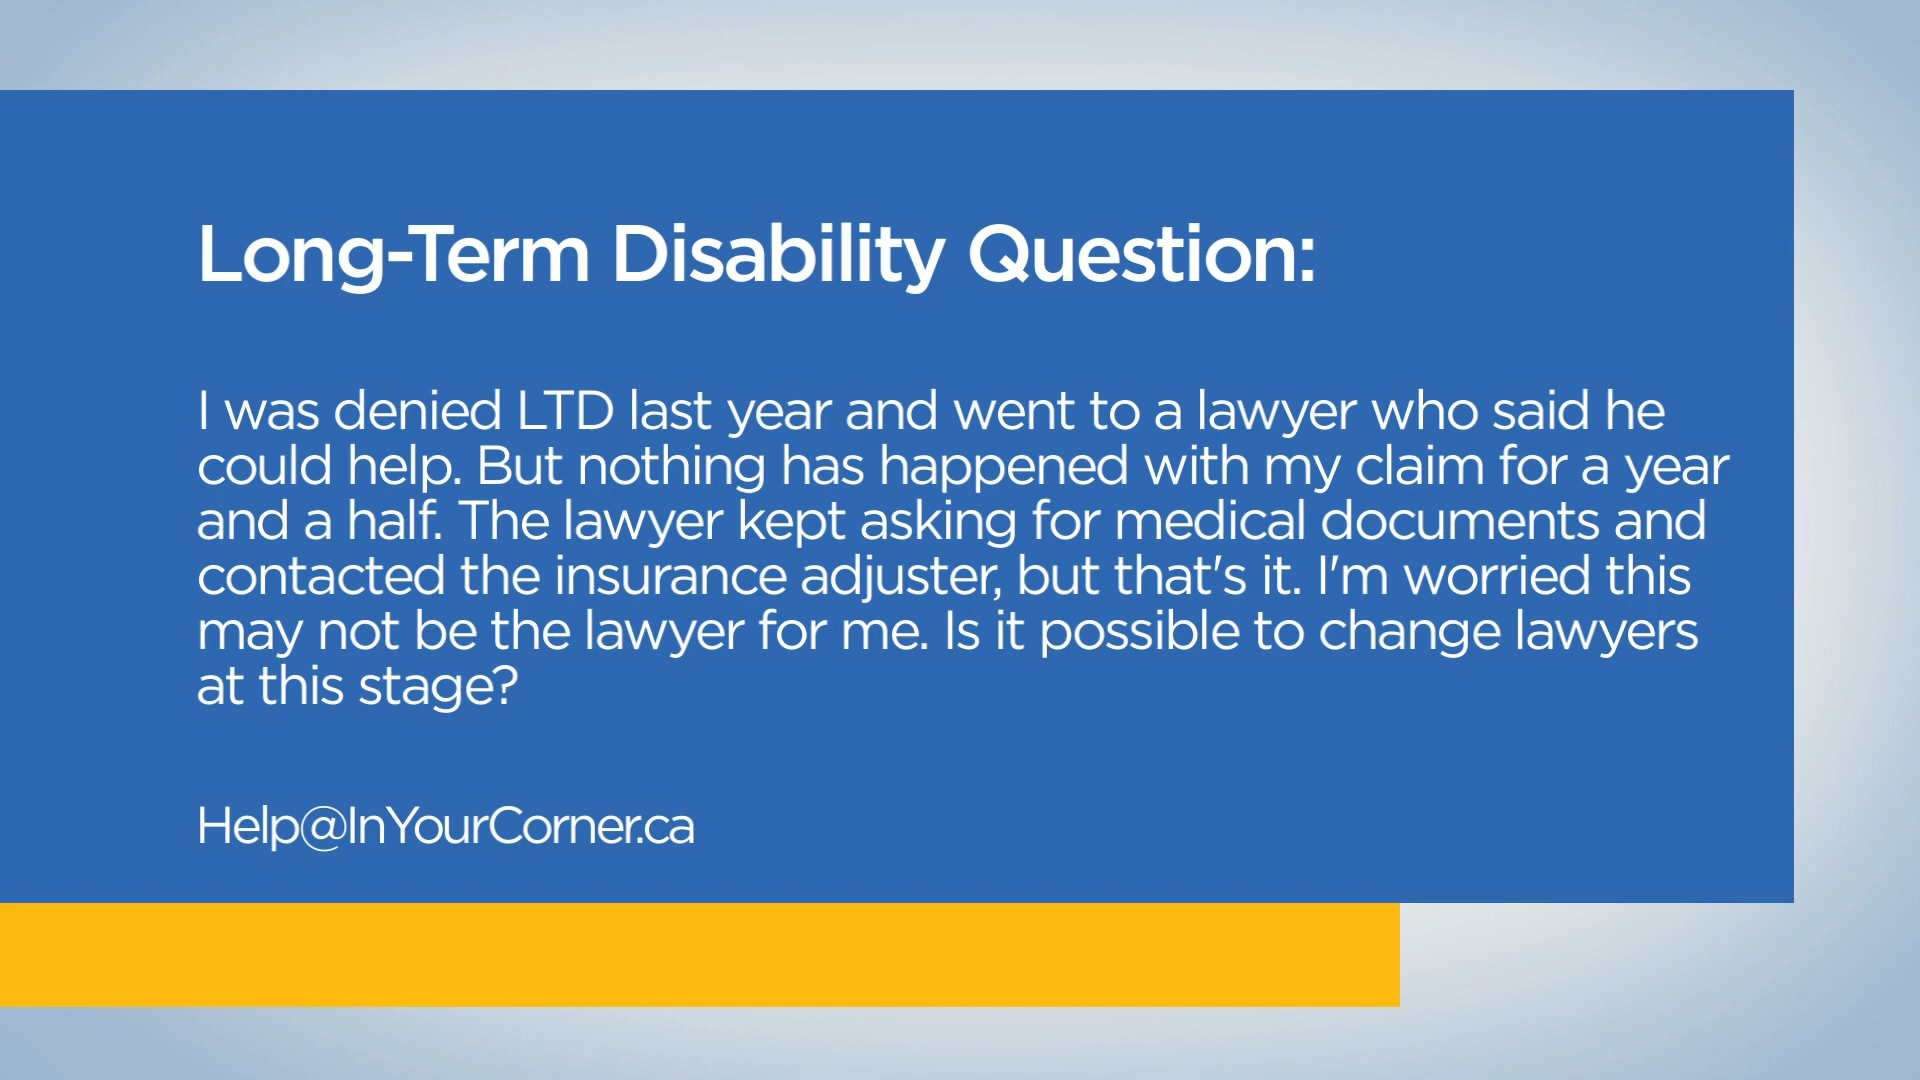 Long-Term Disability Question:
I was denied LTD last year and went to a lawyer who said he
could help. But nothing has happened with my claim for a year
and a half. The lawyer kept asking for medical documents and
contacted the insurance adjuster, but that's it. I'm worried this
may not be the lawyer for me. Is it possible to change lawyers
at this stage?
Help@InYourCorner.ca